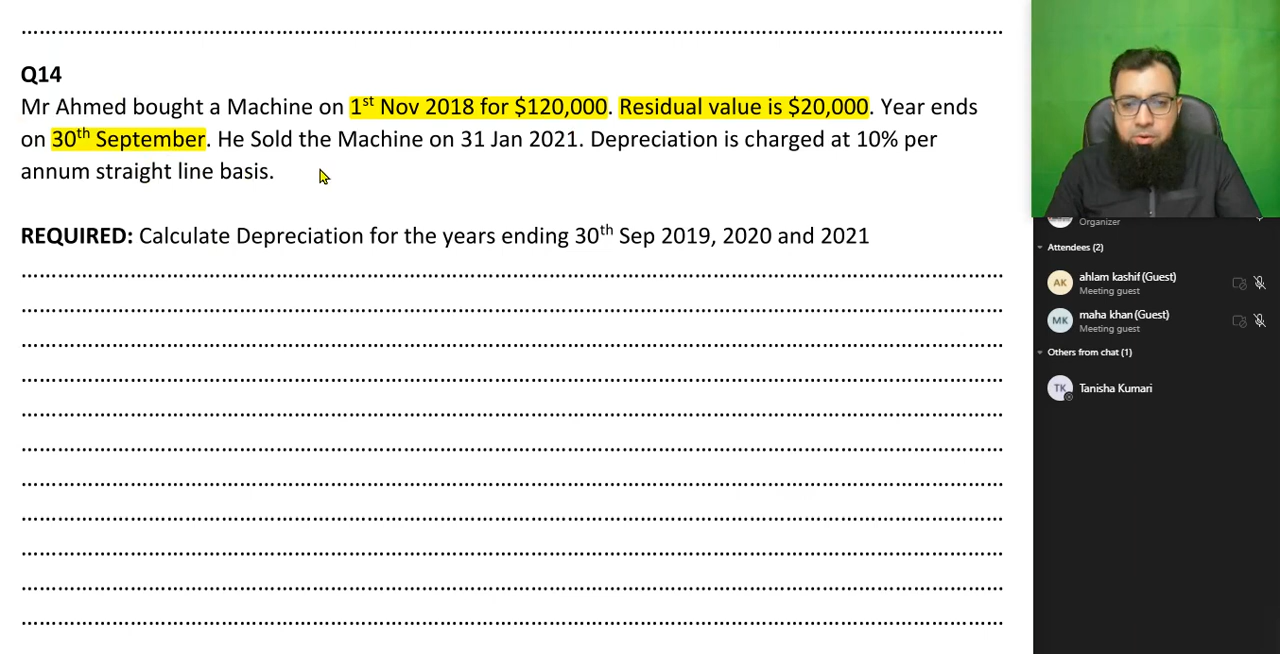 Q14
Mr Ahmed bought a Machine on 1st Nov 2018 for $120,000. Residual value is $20,000. Year ends
on 30th September. He Sold the Machine on 31 Jan 2021. Depreciation is charged at 10% per
annum straight line basis.
REQUIRED: Calculate Depreciation for the years ending 30th Sep 2019, 2020 and 2021
Organizer
Attendees (2)
AK
ahlam kashif (Guest)
Meeting guest
MK
maha khan (Guest)
Meeting guest
Others from chat (1)
TK
Tanisha Kumari